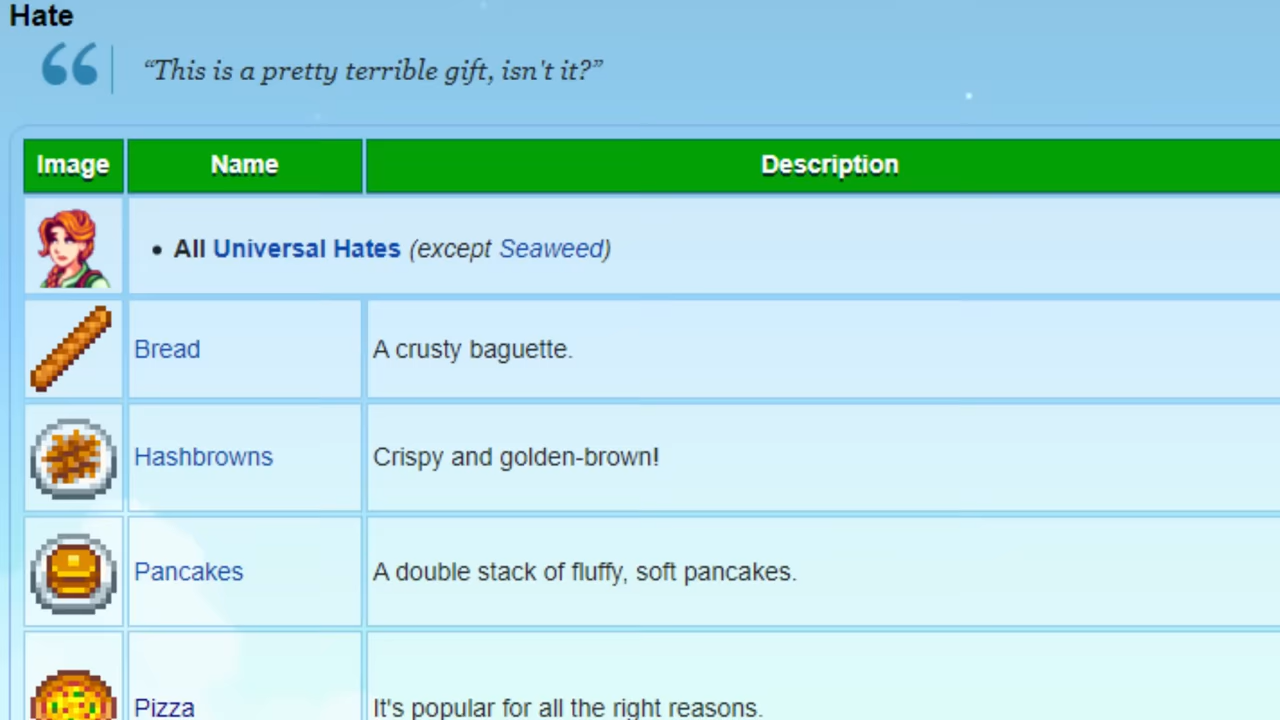 Hate
“This is a pretty terrible gift, isn't it?”
Image Name Description
• All Universal Hates (except Seaweed)
Bread A crusty baguette.
Hashbrowns Crispy and golden-brown!
Pancakes A double stack of fluffy, soft pancakes.
Pizza It's popular for all the right reasons.